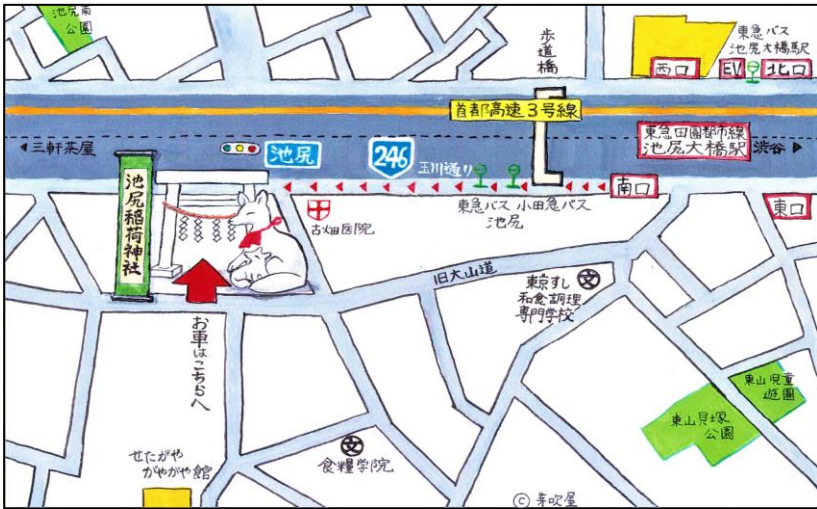 池尻南
公園
歩道橋
東急バス
池尻大橋駅
西口
EV
北口
首都高速3号線
◀三軒茶屋
池尻
246
玉川通り
東急田園都市線
池尻大橋駅
渋谷▶
南口
東口
池尻稲荷神社
古畑医院
東急バス 小田急バス
池尻
旧大山道
東京すし
和食調理
専門学校
文
お車はこちらへ
東山児童
遊園
東山貝塚
公園
せたがや
がやがや館
文
食糧学院
ⓒ芽吹屋